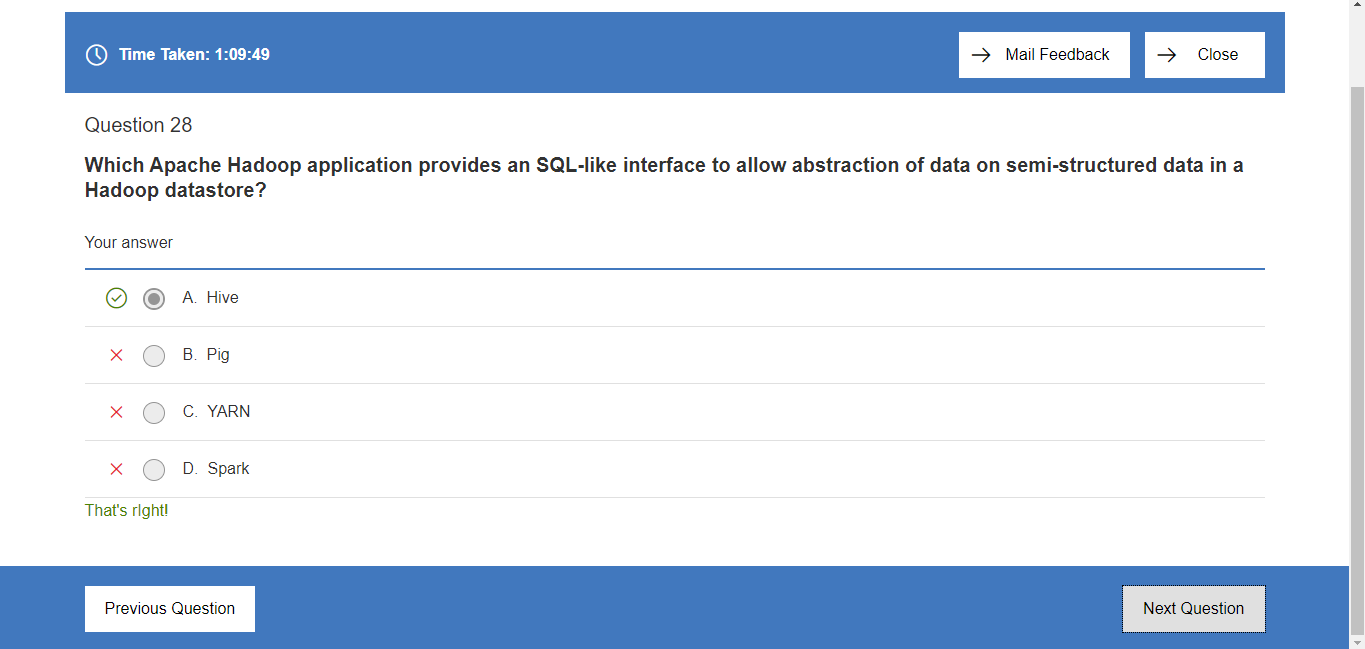 Time Taken: 1:09:49
Mail Feedback
Close
Question 28
Which Apache Hadoop application provides an SQL-like interface to allow abstraction of data on semi-structured data in a
Hadoop datastore?
Your answer
A. Hive
B. Pig
C. YARN
D. Spark
That's rIght!
Previous Question
Next Question